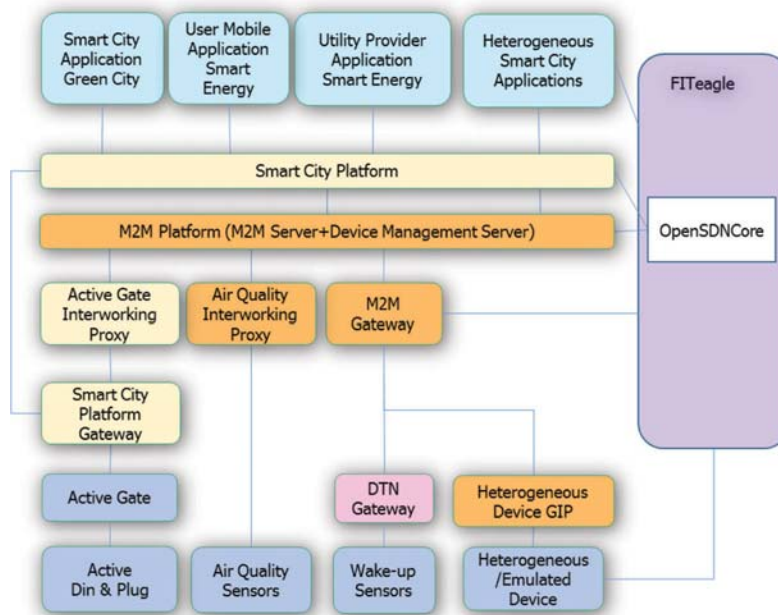 Smart City
Application
Green City
User Mobile
Application
Smart
Energy
Utility Provider
Application
Smart Energy
Heterogeneous
Smart City
Applications
FITeagle
Smart City Platform
OpenSDNCore
M2M Platform (M2M Server+Device Management Server)
Active Gate
Interworking
Proxy
Air Quality
Interworking
Proxy
M2M
Gateway
Smart City
Platform
Gateway
Active Gate
DTN
Gateway
Heterogeneous
Device GIP
Active
Din & Plug
Air Quality
Sensors
Wake-up
Sensors
Heterogeneous
/Emulated
Device